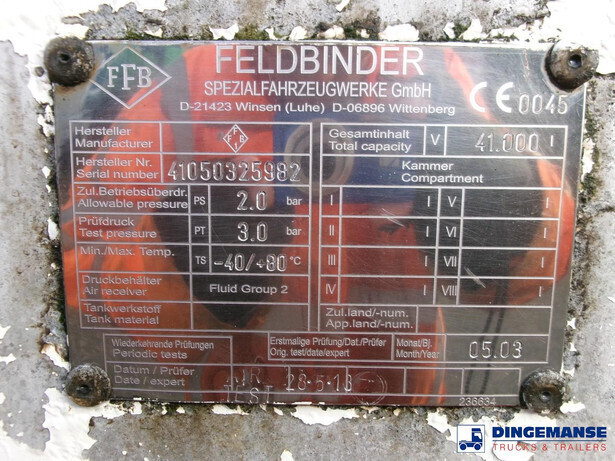 FFB
FELDBINDER
SPEZIALFAHRZEUGWERKE GmbH
D-21423 Winsen (Luhe) D-06896 Wittenberg
CE 0045
Hersteller
Manufacturer
FFB1
Gesamtinhalt
Total capacity V 41.000 l
Hersteller Nr.
Serial number 41050325982
Kammer
Compartment
Zul.Betriebsüberdr.
Allowable pressure PS 2.0 bar
I l V l
Prüfdruck
Test pressure PT 3.0 bar
II l VI l
Min./Max. Temp. TS -40/+80 °C
III l VII l
Druckbehälter
Air receiver Fluid Group 2
IV l VIII l
Tankwerkstoff
Tank material
Zul.land/-num.
App.land/-num.
Wiederkehrende Prüfungen
Periodic tests
Erstmalige Prüfung/Dat./Prüfer
Orig. test/date/expert
Monat/Bj.
Month/Year 05.03
Datum / Prüfer
Date / expert
TEST
236634
DINGEMANSE
TRUCKS & TRAILERS